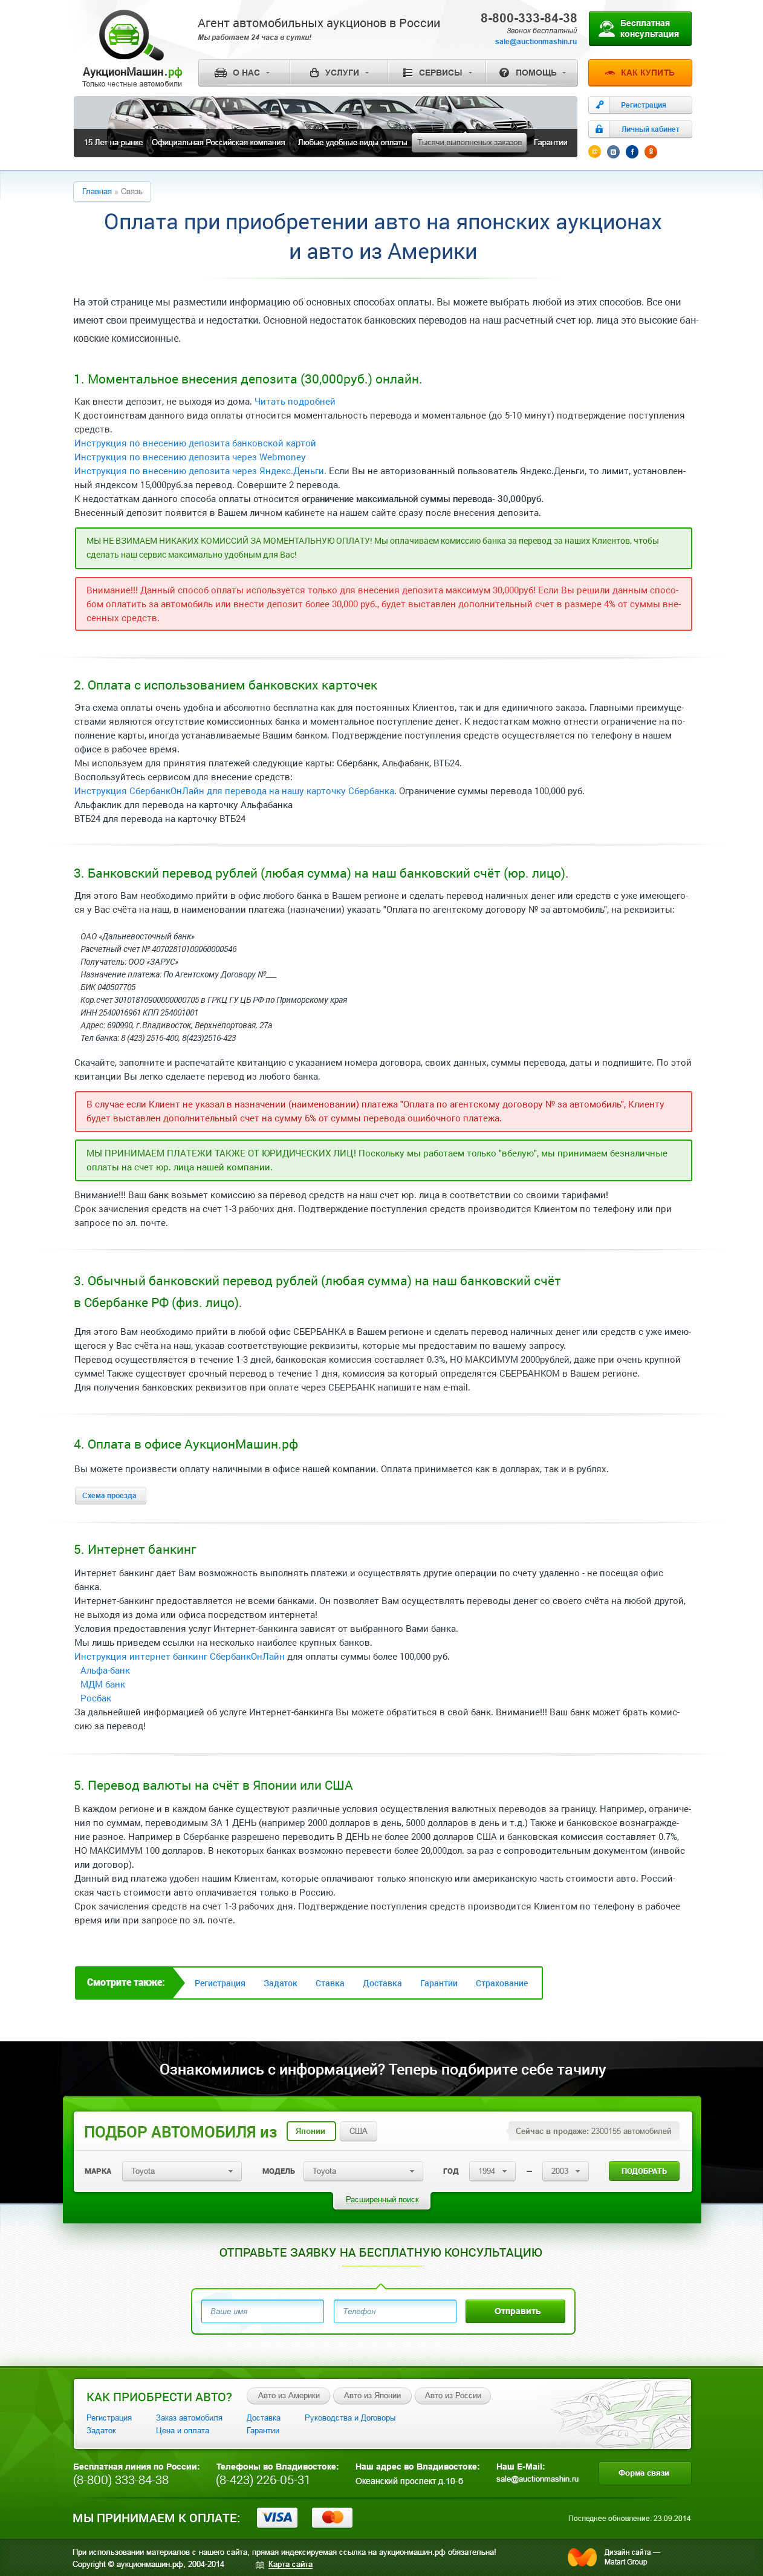 Агент автомобильных аукционов в России
Мы работаем 24 часа в сутки!
8-800-333-84-38
Звонок бесплатный
sale@auctionmashin.ru
Бесплатная
консультация
АукционМашин.рф
Только честные автомобили
О НАС
УСЛУГИ
СЕРВИСЫ
ПОМОЩЬ
КАК КУПИТЬ
Регистрация
Личный кабинет
15 Лет на рынке
Официальная Российская компания
Любые удобные виды оплаты
Тысячи выполненых заказов
Гарантии
Главная » Связь
Оплата при приобретении авто на японских аукционах
и авто из Америки
На этой странице мы разместили информацию об основных способах оплаты. Вы можете выбрать любой из этих способов. Все они
имеют свои преимущества и недостатки. Основной недостаток банковских переводов на наш расчетный счет юр. лица это высокие бан-
ковские комиссионные.
1. Моментальное внесения депозита (30,000руб.) онлайн.
Как внести депозит, не выходя из дома. Читать подробней
К достоинствам данного вида оплаты относится моментальность перевода и моментальное (до 5-10 минут) подтверждение поступления
средств.
Инструкция по внесению депозита банковской картой
Инструкция по внесению депозита через Webmoney
Инструкция по внесению депозита через Яндекс.Деньги. Если Вы не авторизованный пользователь Яндекс.Деньги, то лимит, установлен-
ный яндексом 15,000руб.за перевод. Совершите 2 перевода.
К недостаткам данного способа оплаты относится ограничение максимальной суммы перевода- 30,000руб.
Внесенный депозит появится в Вашем личном кабинете на нашем сайте сразу после внесения депозита.
МЫ НЕ ВЗИМАЕМ НИКАКИХ КОМИССИЙ ЗА МОМЕНТАЛЬНУЮ ОПЛАТУ! Мы оплачиваем комиссию банка за перевод за наших Клиентов, чтобы
сделать наш сервис максимально удобным для Вас!
Внимание!!! Данный способ оплаты используется только для внесения депозита максимум 30,000руб! Если Вы решили данным спосо-
бом оплатить за автомобиль или внести депозит более 30,000 руб., будет выставлен дополнительный счет в размере 4% от суммы вне-
сенных средств.
2. Оплата с использованием банковских карточек
Эта схема оплаты очень удобна и абсолютно бесплатна как для постоянных Клиентов, так и для единичного заказа. Главными преимуще-
ствами являются отсутствие комиссионных банка и моментальное поступление денег. К недостаткам можно отнести ограничение на по-
полнение карты, иногда устанавливаемые Вашим банком. Подтверждение поступления средств осуществляется по телефону в нашем
офисе в рабочее время.
Мы используем для принятия платежей следующие карты: Сбербанк, Альфабанк, ВТБ24.
Воспользуйтесь сервисом для внесение средств:
Инструкция СбербанкОнЛайн для перевода на нашу карточку Сбербанка. Ограничение суммы перевода 100,000 руб.
Альфаклик для перевода на карточку Альфабанка
ВТБ24 для перевода на карточку ВТБ24
3. Банковский перевод рублей (любая сумма) на наш банковский счёт (юр. лицо).
Для этого Вам необходимо прийти в офис любого банка в Вашем регионе и сделать перевод наличных денег или средств с уже имеющего-
ся у Вас счёта на наш, в наименовании платежа (назначении) указать "Оплата по агентскому договору № за автомобиль", на реквизиты:
ОАО «Дальневосточный банк»
Расчетный счет № 40702810100060000546
Получатель: ООО «ЗАРУС»
Назначение платежа: По Агентскому Договору №___
БИК 040507705
Кор.счет 30101810900000000705 в ГРКЦ ГУ ЦБ РФ по Приморскому края
ИНН 2540016961 КПП 254001001
Адрес: 690990, г. Владивосток, Верхнепортовая, 27а
Тел банка: 8 (423) 2516-400, 8(423)2516-423
Скачайте, заполните и распечатайте квитанцию с указанием номера договора, своих данных, суммы перевода, даты и подпишите. По этой
квитанции Вы легко сделаете перевод из любого банка.
В случае если Клиент не указал в назначении (наименовании) платежа "Оплата по агентскому договору № за автомобиль", Клиенту
будет выставлен дополнительный счет на сумму 6% от суммы перевода ошибочного платежа.
МЫ ПРИНИМАЕМ ПЛАТЕЖИ ТАКЖЕ ОТ ЮРИДИЧЕСКИХ ЛИЦ! Поскольку мы работаем только "вбелую", мы принимаем безналичные
оплаты на счет юр. лица нашей компании.
Внимание!!! Ваш банк возьмет комиссию за перевод средств на наш счет юр. лица в соответствии со своими тарифами!
Срок зачисления средств на счет 1-3 рабочих дня. Подтверждение поступления средств производится Клиентом по телефону или при
запросе по эл. почте.
3. Обычный банковский перевод рублей (любая сумма) на наш банковский счёт
в Сбербанке РФ (физ. лицо).
Для этого Вам необходимо прийти в любой офис СБЕРБАНКА в Вашем регионе и сделать перевод наличных денег или средств с уже имею-
щегося у Вас счёта на наш, указав соответствующие реквизиты, которые мы предоставим по вашему запросу.
Перевод осуществляется в течение 1-3 дней, банковская комиссия составляет 0.3%, НО МАКСИМУМ 2000рублей, даже при очень крупной
сумме! Также существует срочный перевод в течение 1 дня, комиссия за который определятся СБЕРБАНКОМ в Вашем регионе.
Для получения банковских реквизитов при оплате через СБЕРБАНК напишите нам e-mail.
4. Оплата в офисе АукционМашин.рф
Вы можете произвести оплату наличными в офисе нашей компании. Оплата принимается как в долларах, так и в рублях.
Схема проезда
5. Интернет банкинг
Интернет банкинг дает Вам возможность выполнять платежи и осуществлять другие операции по счету удаленно - не посещая офис
банка.
Интернет-банкинг предоставляется не всеми банками. Он позволяет Вам осуществлять переводы денег со своего счёта на любой другой,
не выходя из дома или офиса посредством интернета!
Условия предоставления услуг Интернет-банкинга зависят от выбранного Вами банка.
Мы лишь приведем ссылки на несколько наиболее крупных банков.
Инструкция интернет банкинг СбербанкОнЛайн для оплаты суммы более 100,000 руб.
Альфа-банк
МДМ банк
Росбак
За дальнейшей информацией об услуге Интернет-банкинга Вы можете обратиться в свой банк. Внимание!!! Ваш банк может брать комис-
сию за перевод!
5. Перевод валюты на счёт в Японии или США
В каждом регионе и в каждом банке существуют различные условия осуществления валютных переводов за границу. Например, ограниче-
ния по суммам, переводимым ЗА 1 ДЕНЬ (например 2000 долларов в день, 5000 долларов в день и т.д.) Также и банковское вознагражде-
ние разное. Например в Сбербанке разрешено переводить В ДЕНЬ не более 2000 долларов США и банковская комиссия составляет 0.7%,
НО МАКСИМУМ 100 долларов. В некоторых банках возможно перевести более 20,000дол. за раз с сопроводительным документом (инвойс
или договор).
Данный вид платежа удобен нашим Клиентам, которые оплачивают только японскую или американскую часть стоимости авто. Россий-
ская часть стоимости авто оплачивается только в Россию.
Срок зачисления средств на счет 1-3 рабочих дня. Подтверждение поступления средств производится Клиентом по телефону в рабочее
время или при запросе по эл. почте.
Смотрите также:
Регистрация
Задаток
Ставка
Доставка
Гарантии
Страхование
Ознакомились с информацией? Теперь подбирите себе тачилу
ПОДБОР АВТОМОБИЛЯ из
Японии
США
Сейчас в продаже: 2300155 автомобилей
МАРКА
Toyota
МОДЕЛЬ
Toyota
ГОД
1994
–
2003
ПОДОБРАТЬ
Расширенный поиск
ОТПРАВЬТЕ ЗАЯВКУ НА БЕСПЛАТНУЮ КОНСУЛЬТАЦИЮ
Ваше имя
Телефон
Отправить
КАК ПРИОБРЕСТИ АВТО?
Авто из Америки
Авто из Японии
Авто из России
Регистрация
Заказ автомобиля
Доставка
Руководства и Договоры
Задаток
Цена и оплата
Гарантии
Бесплатная линия по России:
(8-800) 333-84-38
Телефоны во Владивостоке:
(8-423) 226-05-31
Наш адрес во Владивостоке:
Океанский проспект д.10-б
Наш E-Mail:
sale@auctionmashin.ru
Форма связи
МЫ ПРИНИМАЕМ К ОПЛАТЕ:
VISA
MasterCard
Последнее обновление: 23.09.2014
При использовании материалов с нашего сайта, прямая индексируемая ссылка на аукционмашин.рф обязательна!
Copyright © аукционмашин.рф, 2004-2014
Карта сайта
Дизайн сайта —
Matart Group